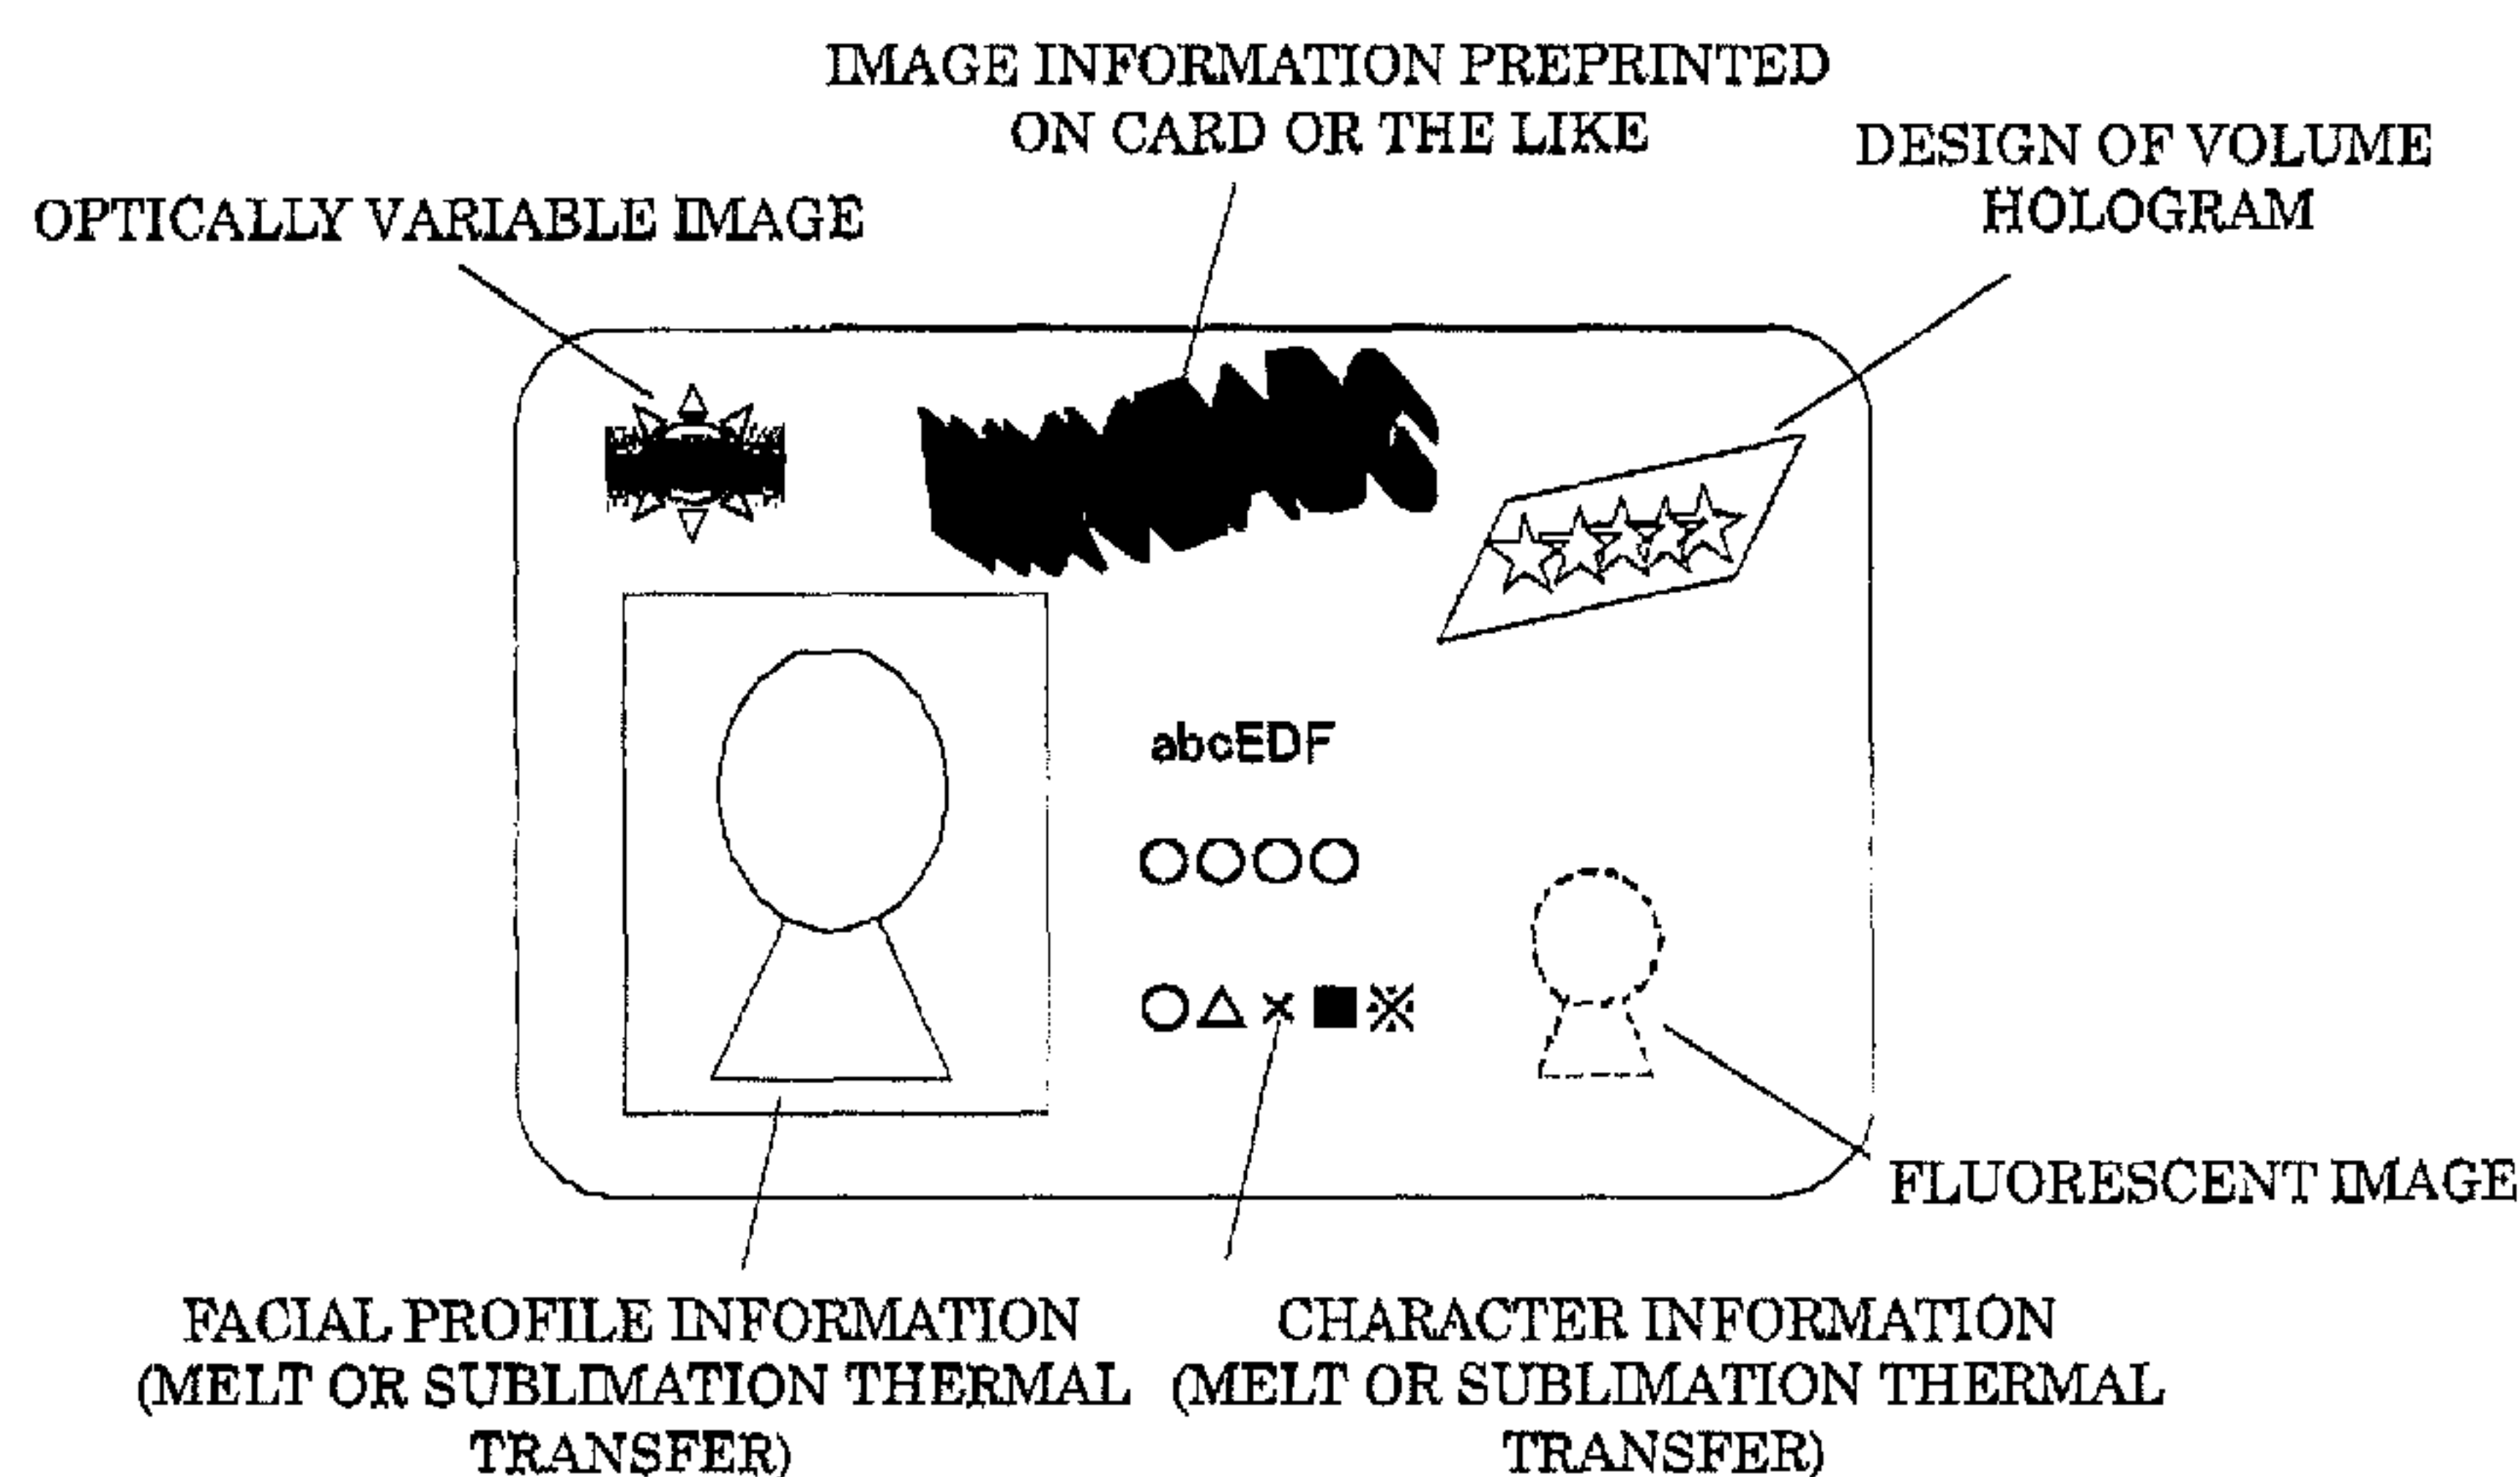 IMAGE INFORMATION PREPRINTED
ON CARD OR THE LIKE
DESIGN OF VOLUME
HOLOGRAM
OPTICALLY VARIABLE IMAGE
abcEDF
○○○○
○△×■※
FLUORESCENT IMAGE
FACIAL PROFILE INFORMATION
(MELT OR SUBLIMATION THERMAL
TRANSFER)
CHARACTER INFORMATION
(MELT OR SUBLIMATION THERMAL
TRANSFER)